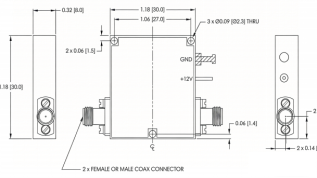 1.18 [30.0]
0.32 [8.0]
1.06 [27.0]
3 x Ø0.09 [Ø2.3] THRU
2 x 0.06 [1.5]
GND
+12V
1.18 [30.0]
2
0.06 [1.4]
2 x 0.14 [
2 x FEMALE OR MALE COAX CONNECTOR